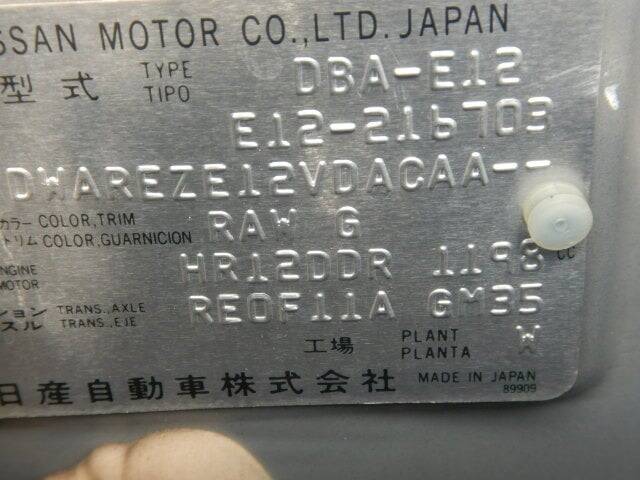 SSAN MOTOR CO.,LTD. JAPAN
型式 TYPE TIPO DBA-E12
E12-216703
DWAREZE12VDACAA--
カラー COLOR,TRIM
トリム COLOR,GUARNICION RAW G
ENGINE
MOTOR HR12DDR 1198 CC
ション TRANS.,AXLE
スル TRANS.,EJE RE0F11A GM35
工場 PLANT PLANTA W
日産自動車株式会社 MADE IN JAPAN
89909